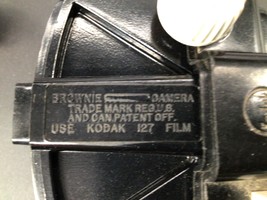 BROWNIE CAMERA
TRADE MARK REG.U.S.
AND CAN.PATENT OFF.
USE KODAK 127 FILM